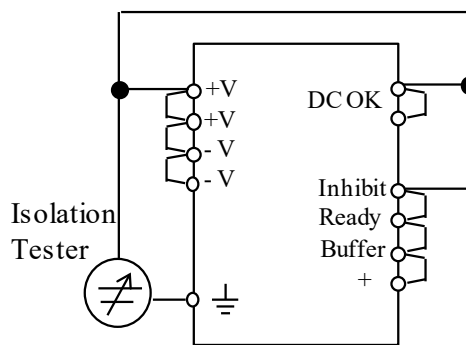 +V
+V
- V
- V
DC OK
Inhibit
Ready
Buffer
+
Isolation
Tester